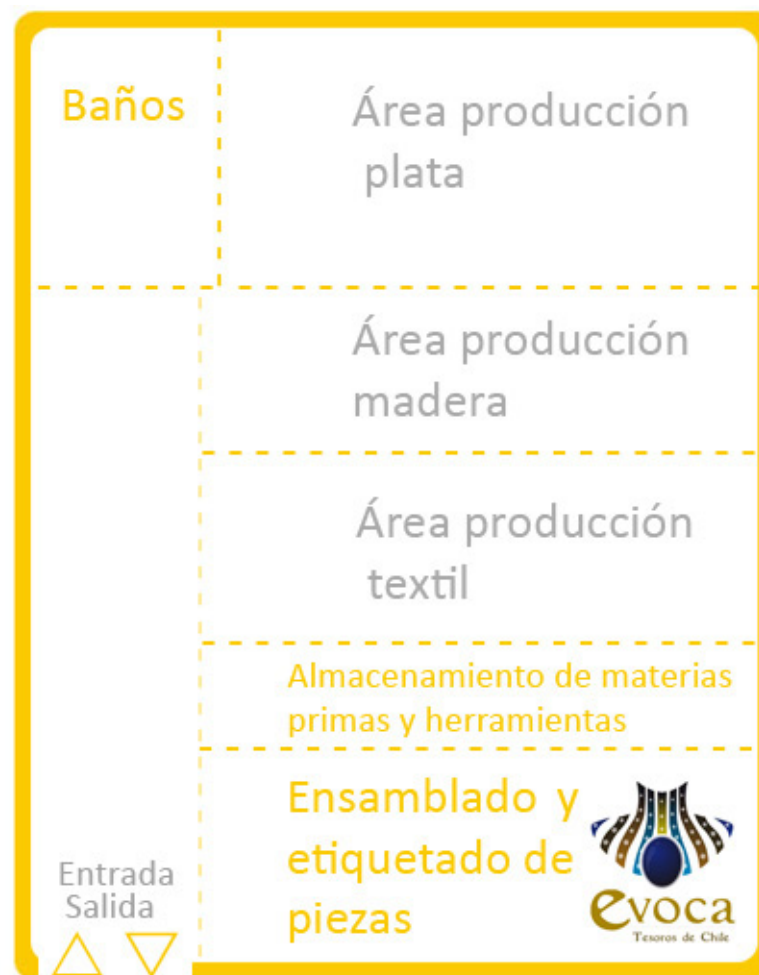 Baños
Área producción
plata
Área producción
madera
Área producción
textil
Almacenamiento de materias
primas y herramientas
Ensamblado y
etiquetado de
piezas
evoca
Tesoros de Chile
Entrada
Salida